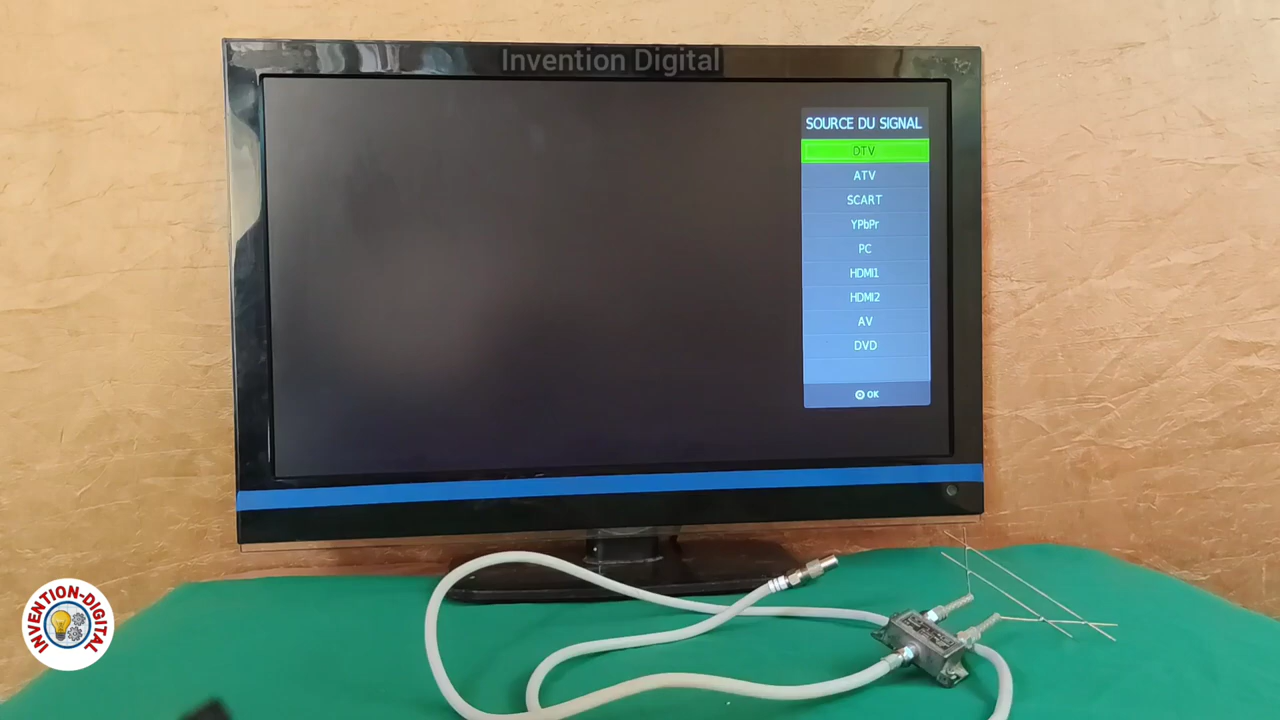 Invention Digital
SOURCE DU SIGNAL
DTV
ATV
SCART
YPbPr
PC
HDMI1
HDMI2
AV
DVD
OK
INVENTION-DIGITAL